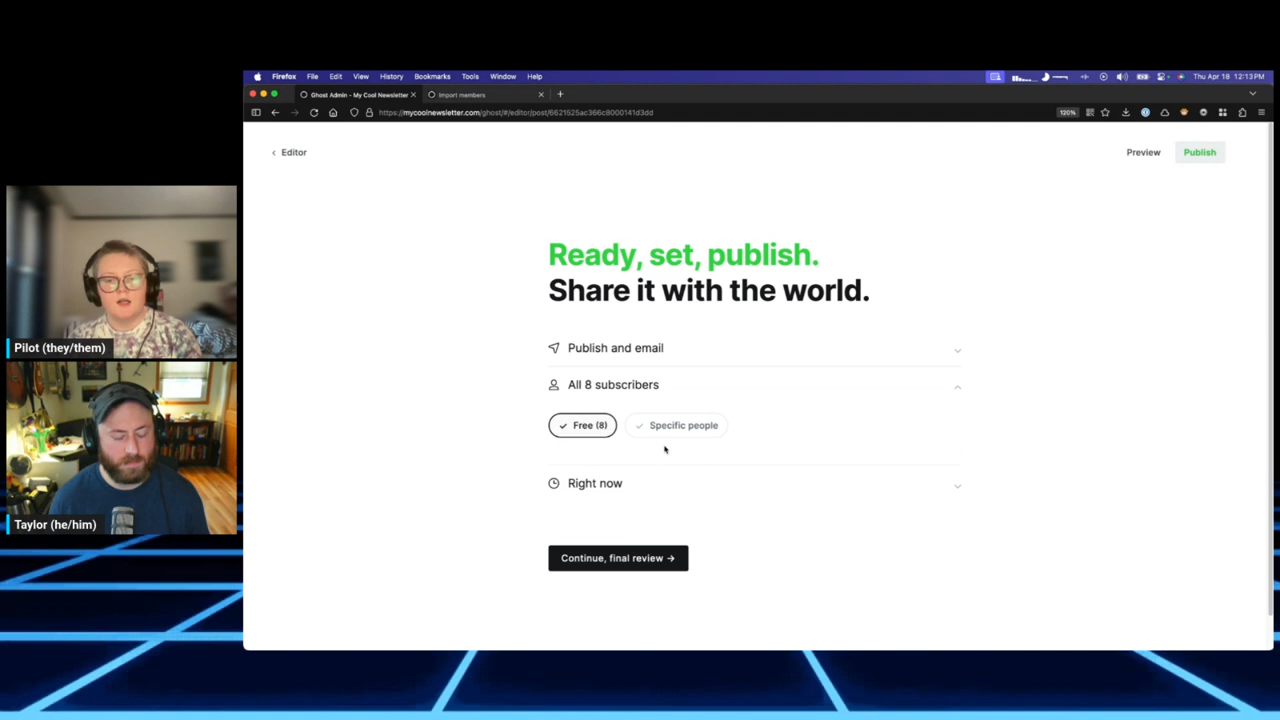 Firefox File Edit View History Bookmarks Tools Window Help
Thu Apr 18 12:13 PM
Ghost Admin - My Cool Newsletter
Import members
https://mycoolnewsletter.com/ghost/#/editor/post/6621525ac366c8000141d3dd
120%
Editor
Preview
Publish
Ready, set, publish.
Share it with the world.
Publish and email
All 8 subscribers
Free (8)
Specific people
Right now
Continue, final review →
Pilot (they/them)
Taylor (he/him)